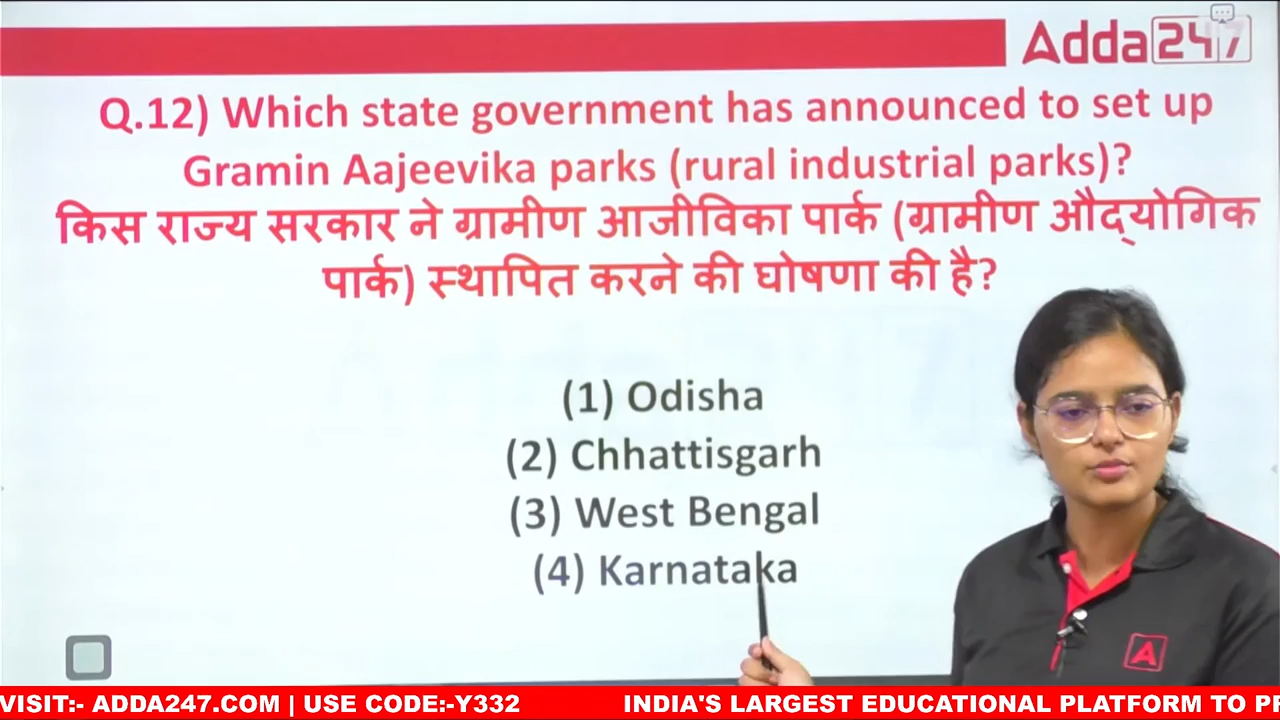 Adda247
Q.12) Which state government has announced to set up
Gramin Aajeevika parks (rural industrial parks)?
किस राज्य सरकार ने ग्रामीण आजीविका पार्क (ग्रामीण औद्योगिक
पार्क) स्थापित करने की घोषणा की है?
(1) Odisha
(2) Chhattisgarh
(3) West Bengal
(4) Karnataka
A
VISIT:- ADDA247.COM | USE CODE:-Y332 INDIA'S LARGEST EDUCATIONAL PLATFORM TO